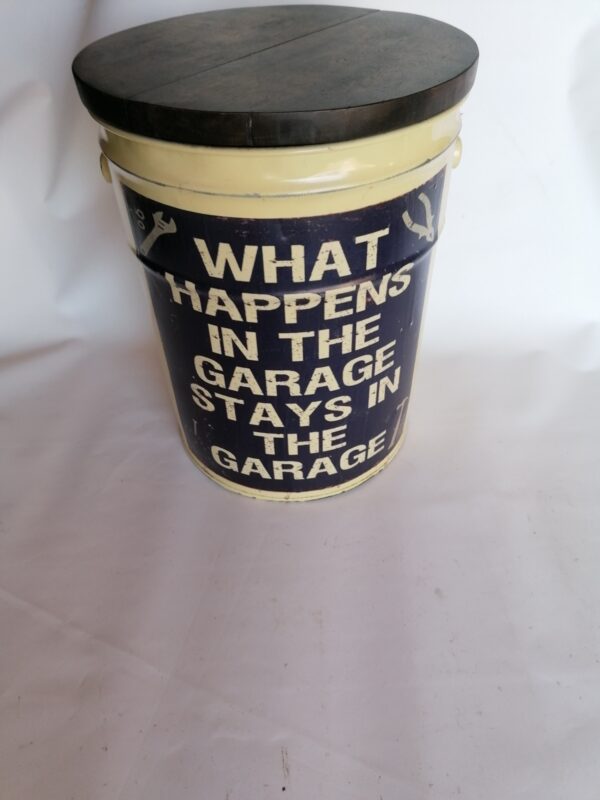 WHAT
HAPPENS
IN THE
GARAGE
STAYS IN
THE
GARAGE